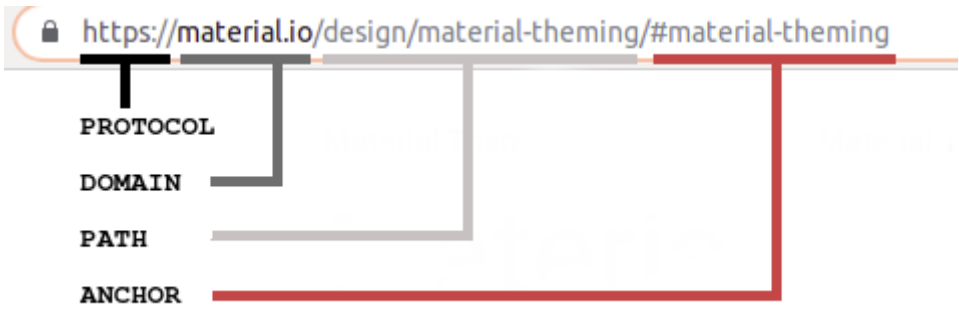 https://material.io/design/material-theming/#material-theming
PROTOCOL
DOMAIN
PATH
ANCHOR